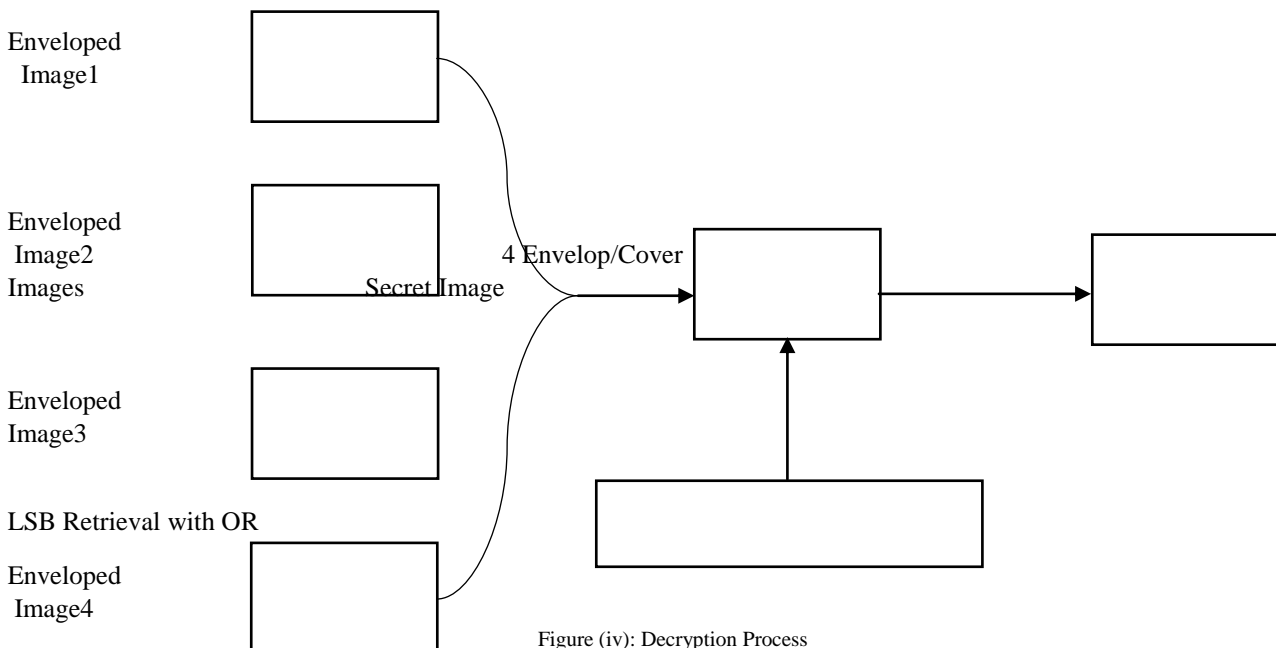 Enveloped
Image1
Enveloped
Image2
4 Envelop/Cover
Images
Secret Image
Enveloped
Image3
LSB Retrieval with OR
Enveloped
Image4
Figure (iv): Decryption Process